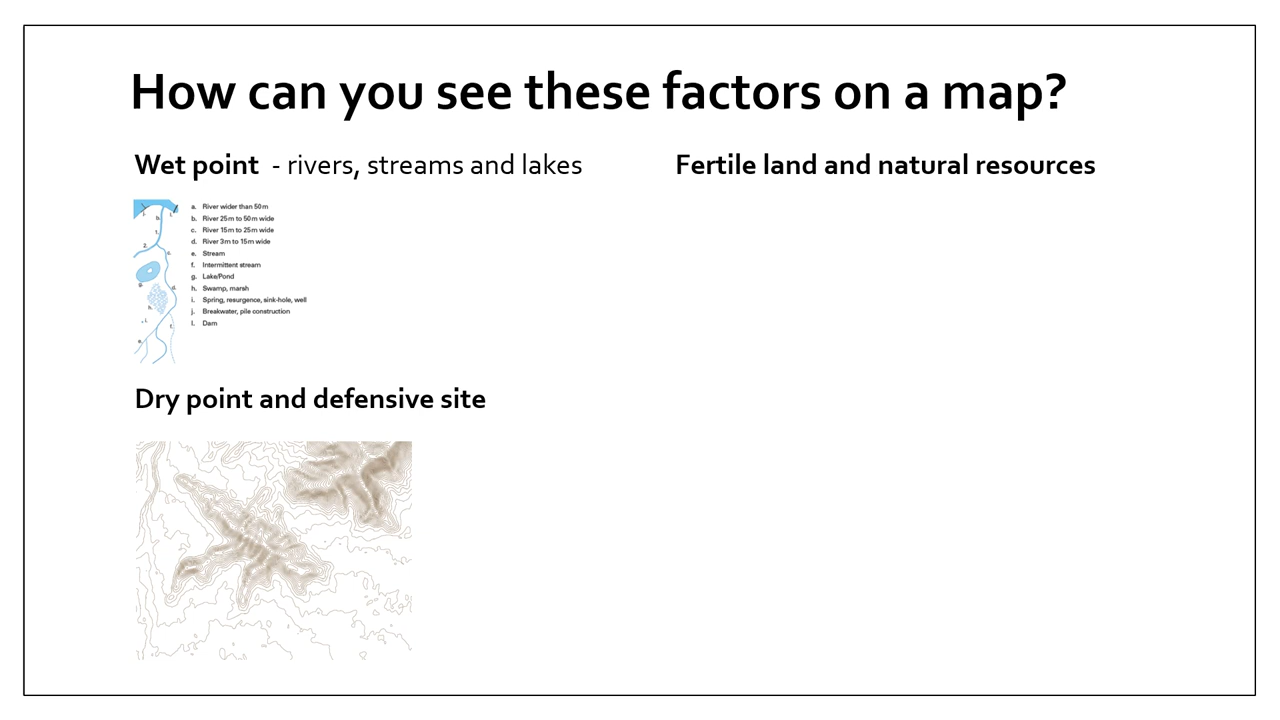 How can you see these factors on a map?
Wet point - rivers, streams and lakes
a. River wider than 50m
b. River 25m to 50m wide
c. River 15m to 25m wide
d. River 3m to 15m wide
e. Stream
f. Intermittent stream
g. Lake/Pond
h. Swamp, marsh
i. Spring, resurgence, sink-hole, well
j. Breakwater, pile construction
l. Dam
Dry point and defensive site
Fertile land and natural resources